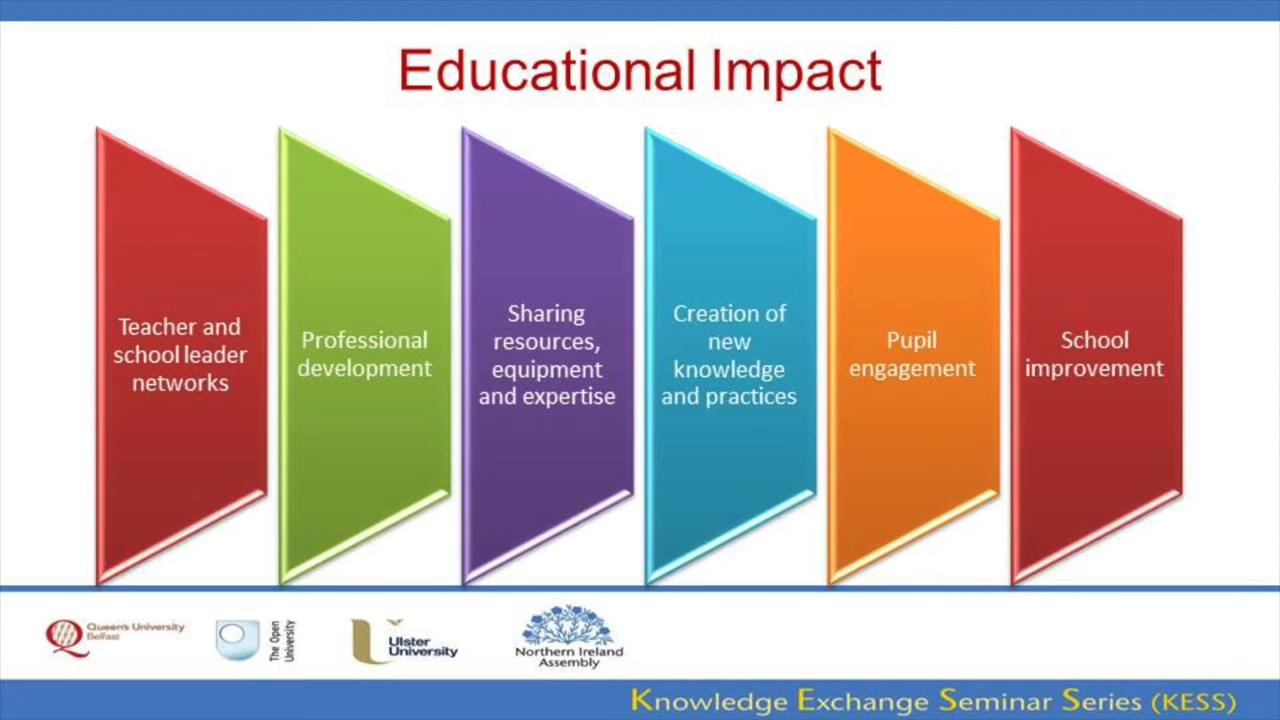 Educational Impact
Teacher and
school leader
networks
Professional
development
Sharing
resources,
equipment
and expertise
Creation of
new
knowledge
and practices
Pupil
engagement
School
improvement
Queen's University
Belfast
The Open
University
Ulster
University
Northern Ireland
Assembly
Knowledge Exchange Seminar Series (KESS)